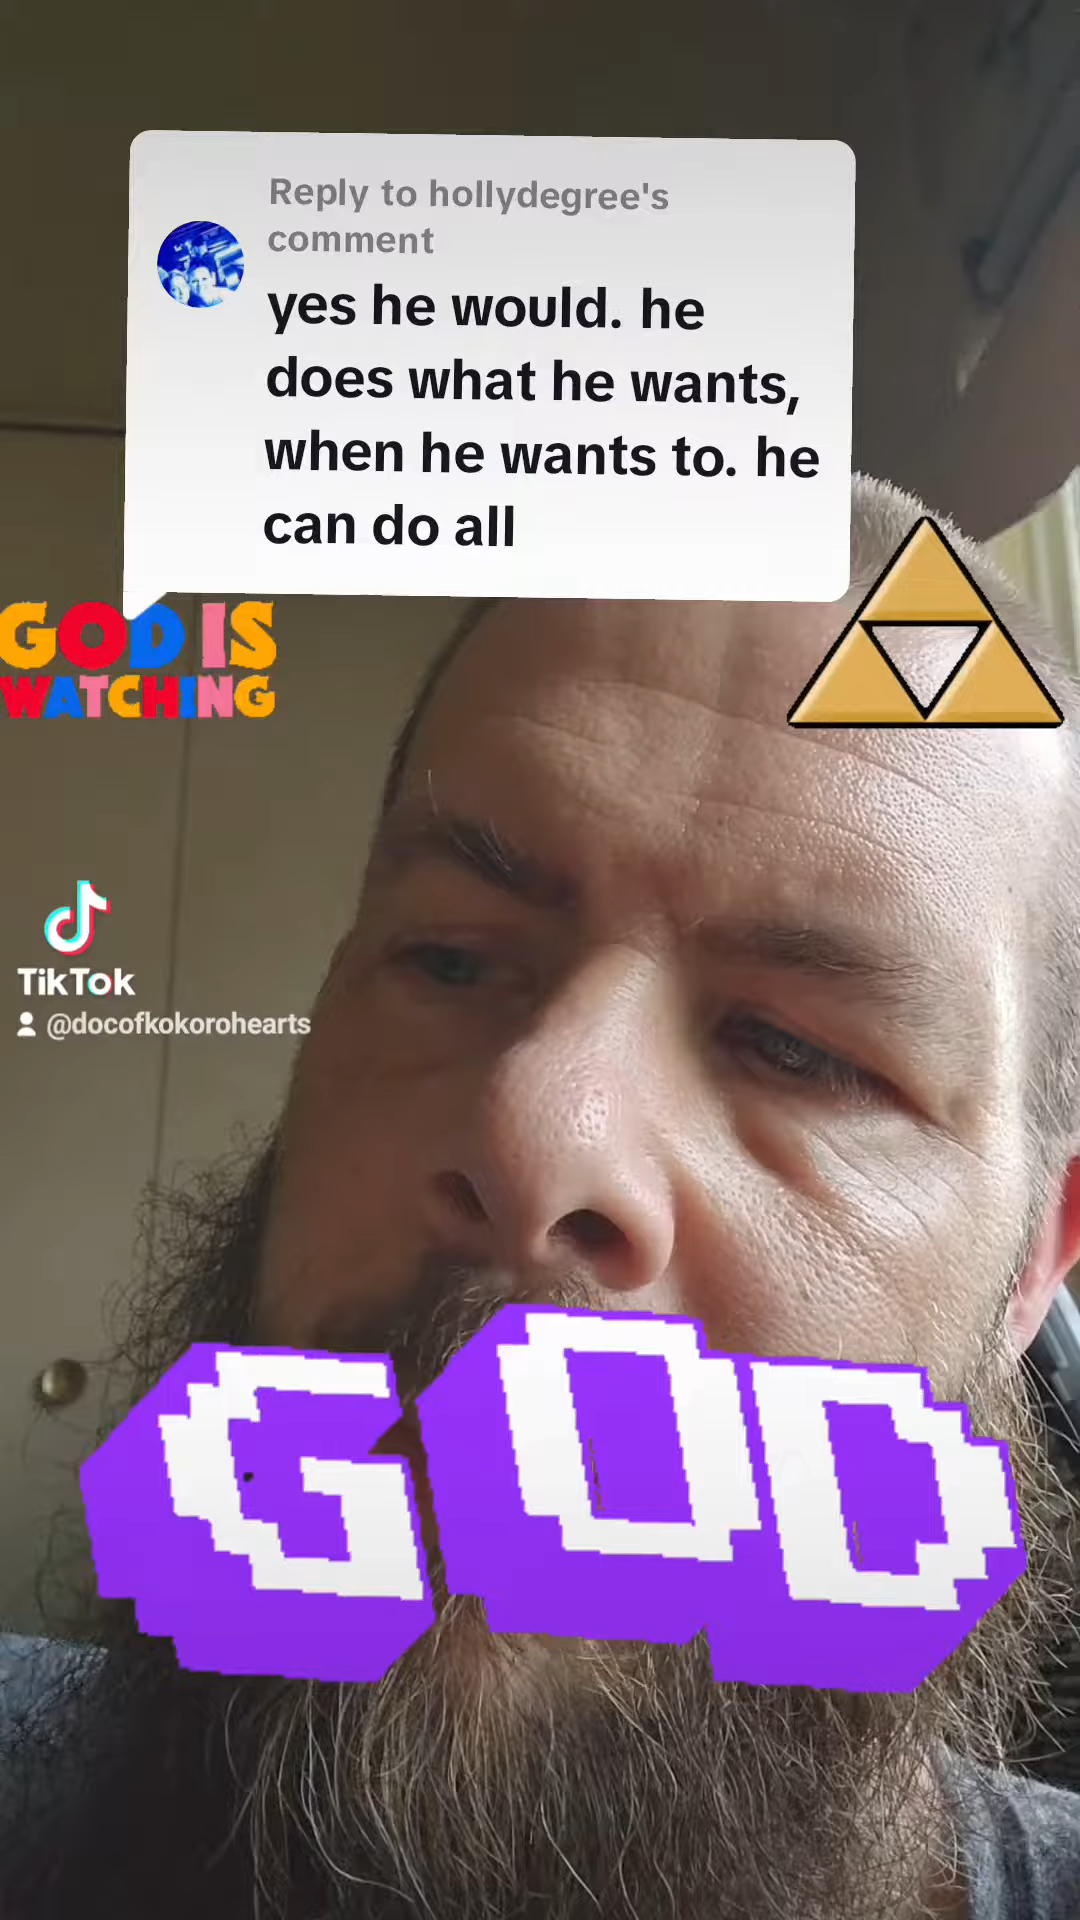 Reply to hollydegree's
comment
yes he would. he
does what he wants,
when he wants to. he
can do all
GOD IS
WATCHING
TikTok
@docofkokorohearts
GOD